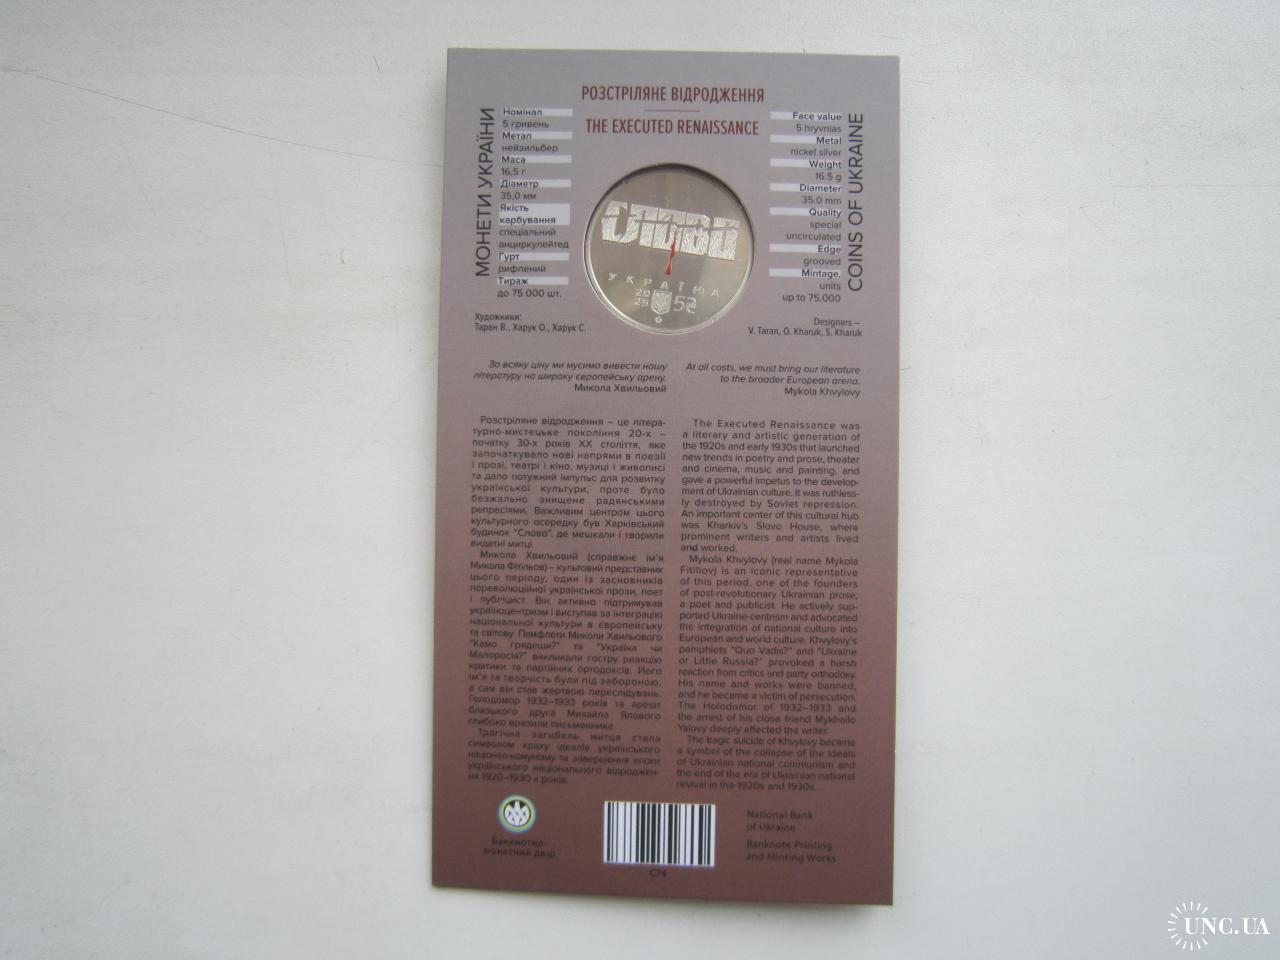 РОЗСТРІЛЯНЕ ВІДРОДЖЕННЯ
THE EXECUTED RENAISSANCE
МОНЕТИ УКРАЇНИ
Номінал
5 гривень
Метал
нейзильбер
Маса
16,5 г
Діаметр
35,0 мм
Якість
карбування
спеціальний
анциркулейтед
Гурт
рифлений
Тираж
до 75 000 шт.
Художники:
Таран В., Харук О., Харук С.
УКРАЇНА
20
25
5
COINS OF UKRAINE
Face value
5 hryvnias
Metal
nickel silver
Weight
16.5 g
Diameter
35.0 mm
Quality
special
uncirculated
Edge
grooved
Mintage,
units
up to 75,000
Designers –
V. Taran, O. Kharuk, S. Kharuk
За всяку ціну ми мусимо вивести нашу
літературу на широку європейську арену.
Микола Хвильовий
At all costs, we must bring our literature
to the broader European arena.
Mykola Khvylovy
Розстріляне відродження – це літера-
турно-мистецьке покоління 20-х –
початку 30-х років ХХ століття, яке
започаткувало нові напрями в поезії
і прозі, театрі і кіно, музиці і живописі
та дало потужний імпульс для розвитку
української культури, проте було
безжально знищене радянськими
репресіями. Важливим центром цього
культурного осередку був Харківський
будинок "Слово", де мешкали і творили
видатні митці.
Микола Хвильовий (справжнє ім'я
Микола Фітільов) – культовий представник
цього періоду, один із засновників
пореволюційної української прози, поет
і публіцист. Він активно підтримував
україноцентризм і виступав за інтеграцію
національної культури в європейську
та світову. Памфлети Миколи Хвильового
"Камо грядеши?" та "Україна чи
Малоросія?" викликали гостру реакцію
критики та партійних ортодоксів. Його
ім'я та творчість були під забороною,
а сам він став жертвою переслідувань.
Голодомор 1932–1933 років та арешт
близького друга Михайла Ялового
глибоко вразили письменника.
Трагічна загибель митця стала
символом краху ідеалів українського
націонал-комунізму та завершення епохи
українського національного відроджен-
ня 1920–1930-х років.
The Executed Renaissance was
a literary and artistic generation of
the 1920s and early 1930s that launched
new trends in poetry and prose, theater
and cinema, music and painting, and
gave a powerful impetus to the develop-
ment of Ukrainian culture. It was ruthless-
ly destroyed by Soviet repression.
An important center of this cultural hub
was Kharkiv's Slovo House, where
prominent writers and artists lived
and worked.
Mykola Khvylovy (real name Mykola
Fitiliov) is an iconic representative
of this period, one of the founders
of post-revolutionary Ukrainian prose,
a poet and publicist. He actively sup-
ported Ukraine-centrism and advocated
the integration of national culture into
European and world culture. Khvylovy's
pamphlets "Quo Vadis?" and "Ukraine
or Little Russia?" provoked a harsh
reaction from critics and party orthodoxy.
His name and works were banned,
and he became a victim of persecution.
The Holodomor of 1932–1933 and
the arrest of his close friend Mykhailo
Yalovy deeply affected the writer.
The tragic suicide of Khvylovy became
a symbol of the collapse of the ideals
of Ukrainian national communism and
the end of the era of Ukrainian national
revival in the 1920s and 1930s.
Банкнотно-
монетний двір
С74
National Bank
of Ukraine
Banknote Printing
and Minting Works
UNC.UA